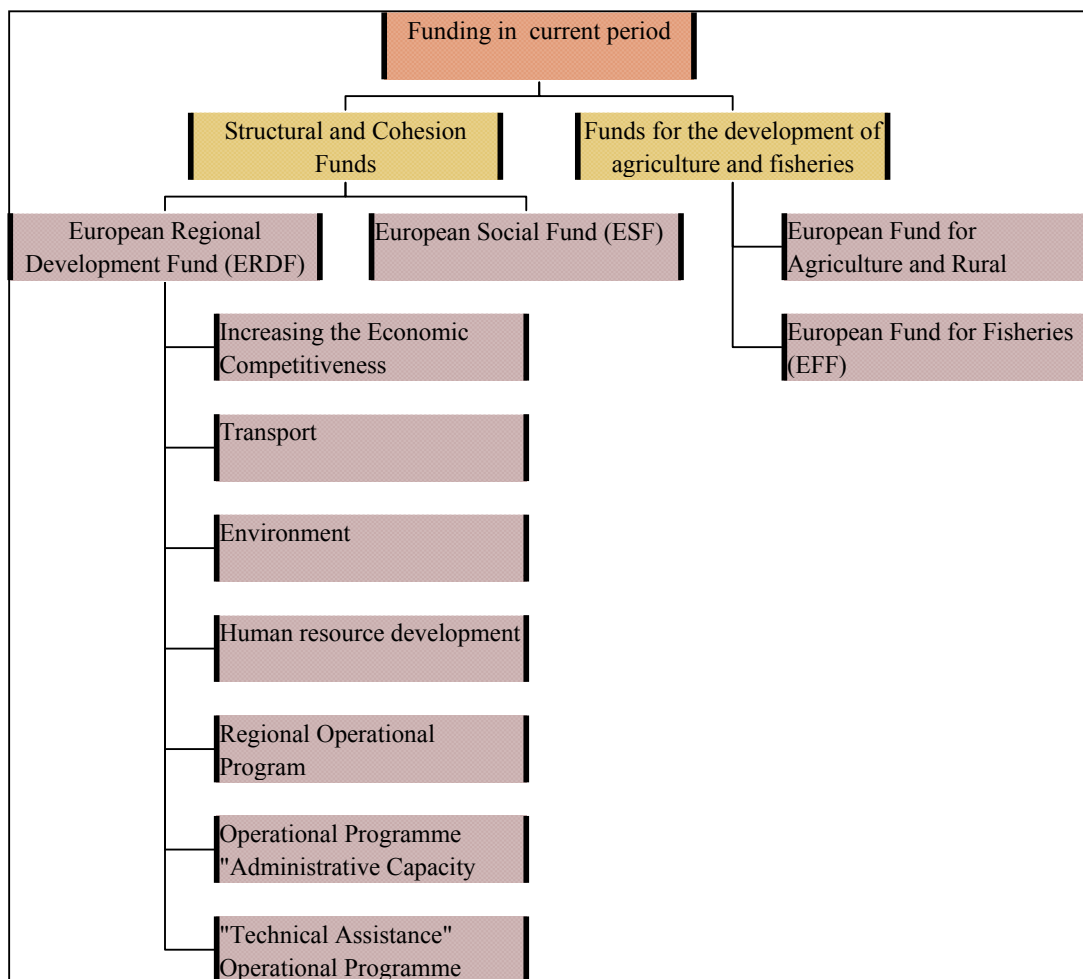 Funding in current period
Structural and Cohesion
Funds
Funds for the development of
agriculture and fisheries
European Regional
Development Fund (ERDF)
European Social Fund (ESF)
European Fund for
Agriculture and Rural
European Fund for Fisheries
(EFF)
Increasing the Economic
Competitiveness
Transport
Environment
Human resource development
Regional Operational
Program
Operational Programme
"Administrative Capacity
"Technical Assistance"
Operational Programme